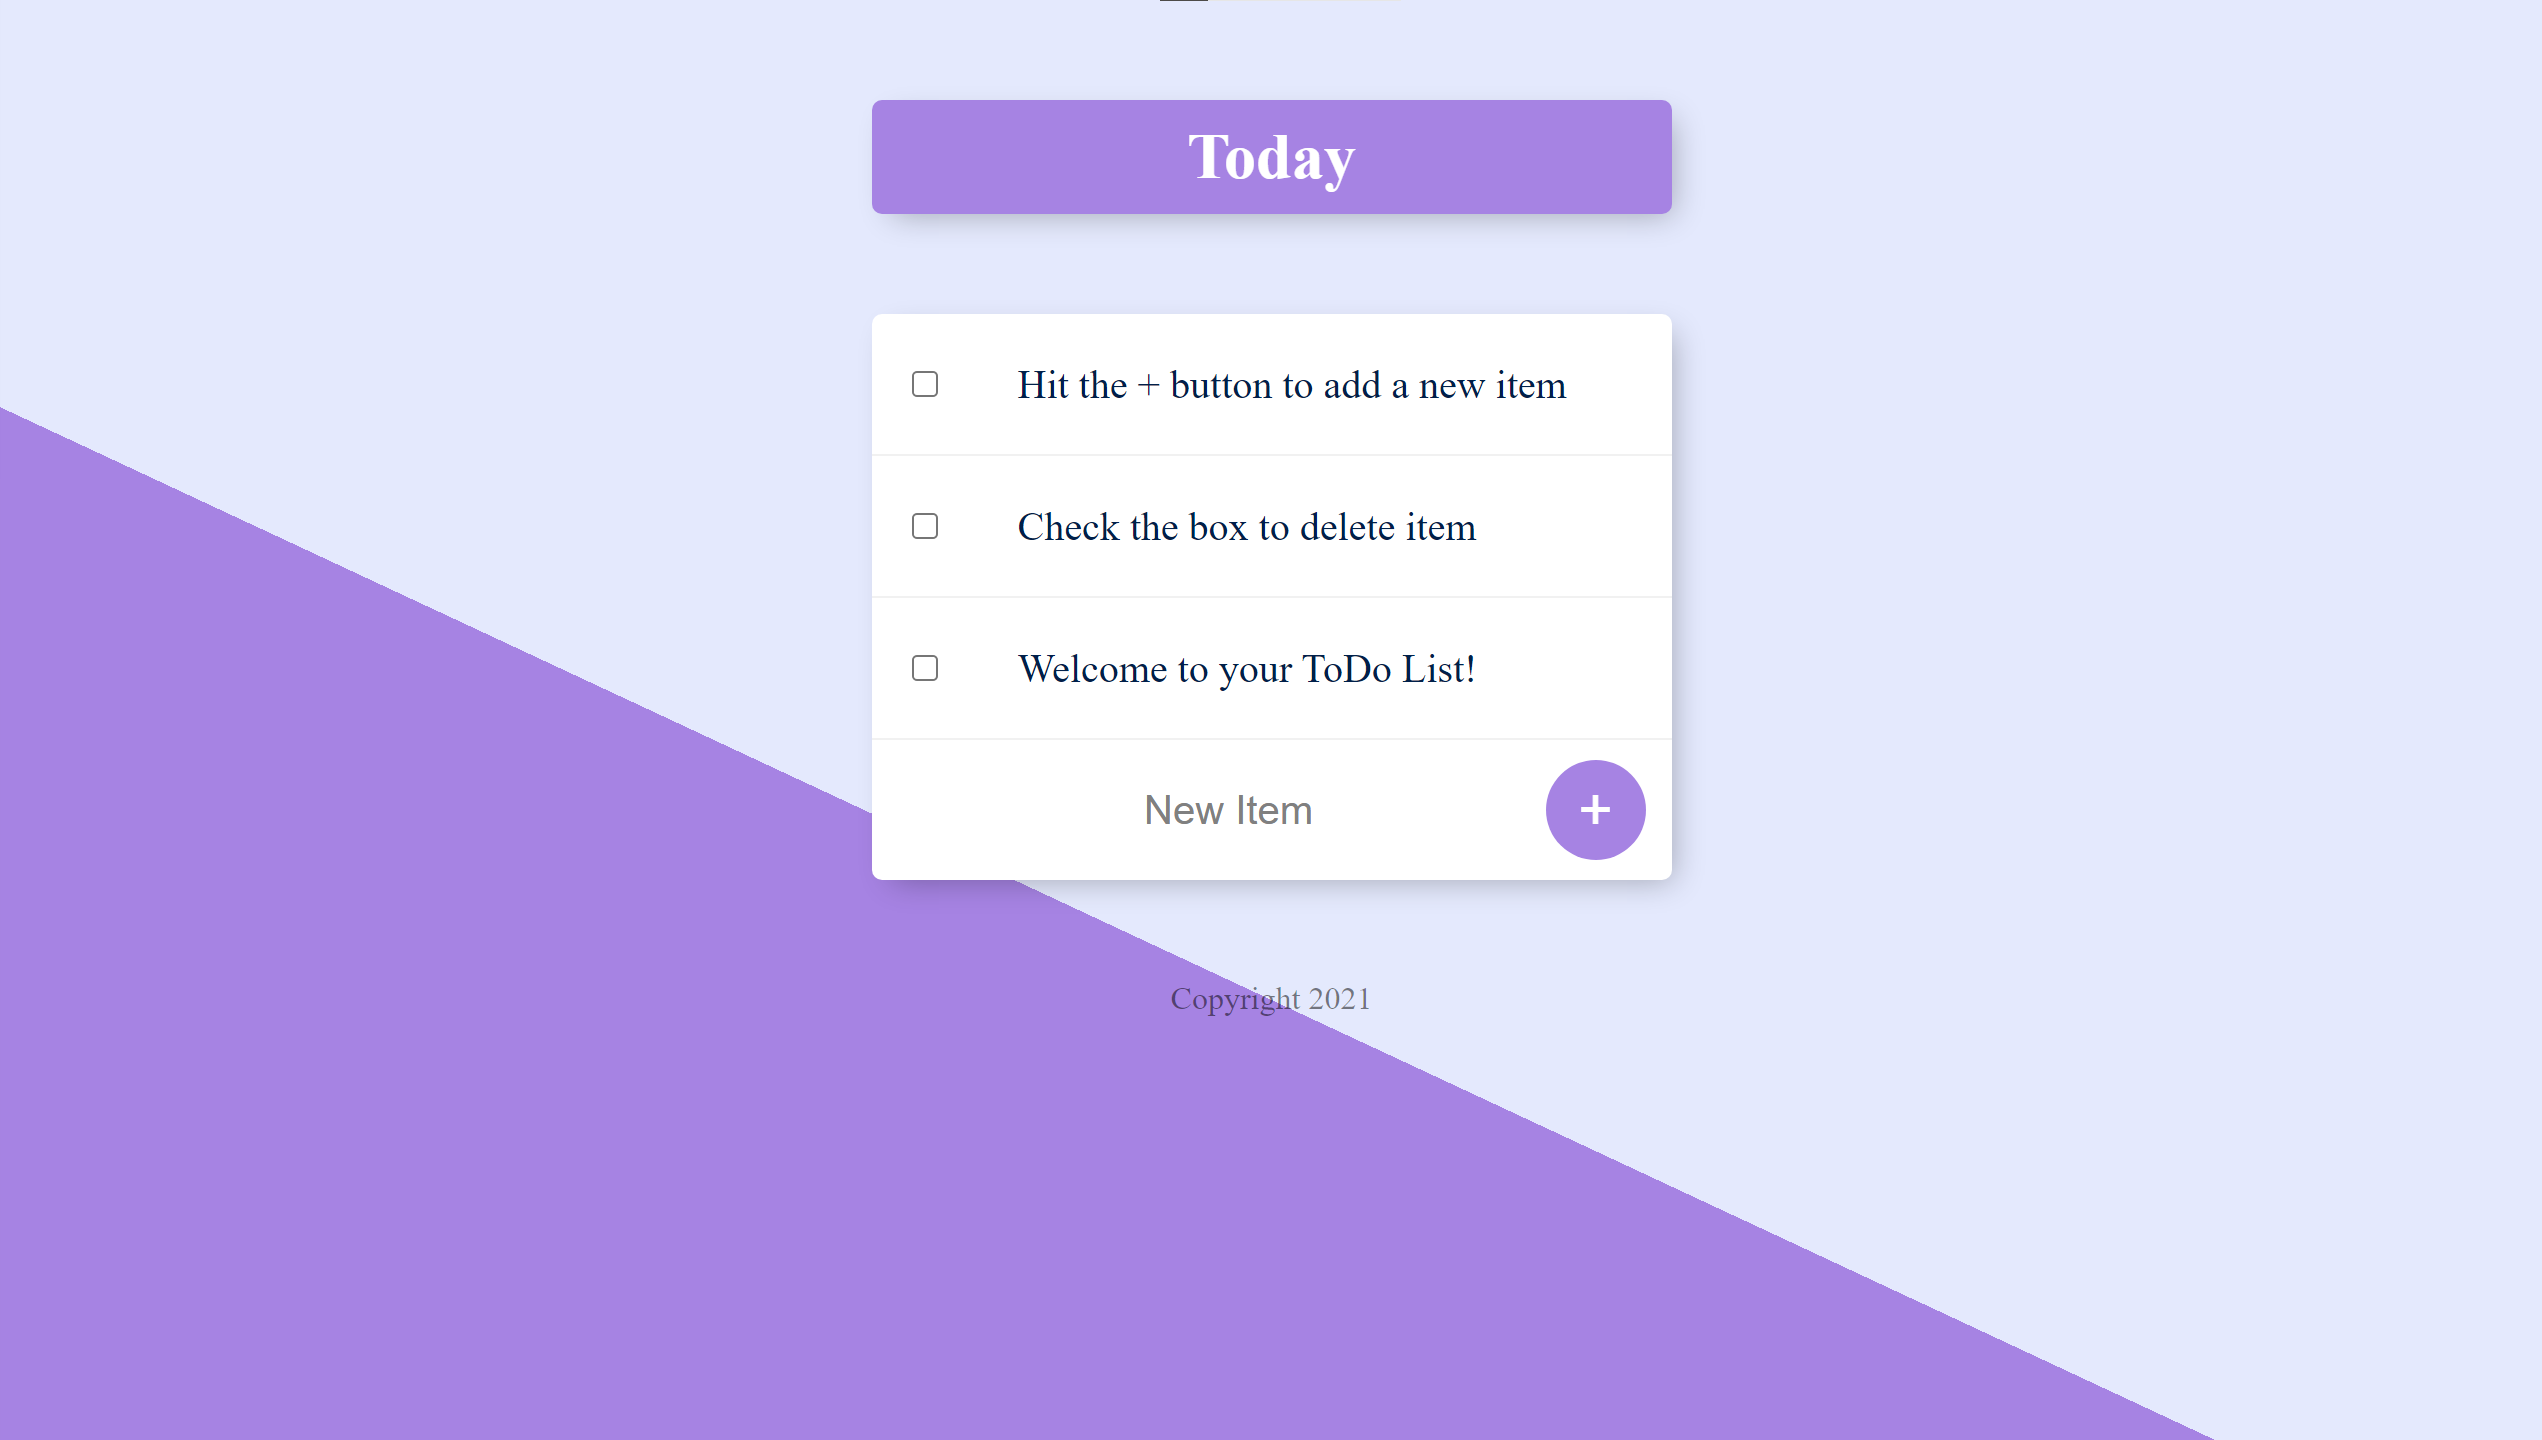 Today
Hit the + button to add a new item
Check the box to delete item
Welcome to your ToDo List!
New Item +
Copyright 2021